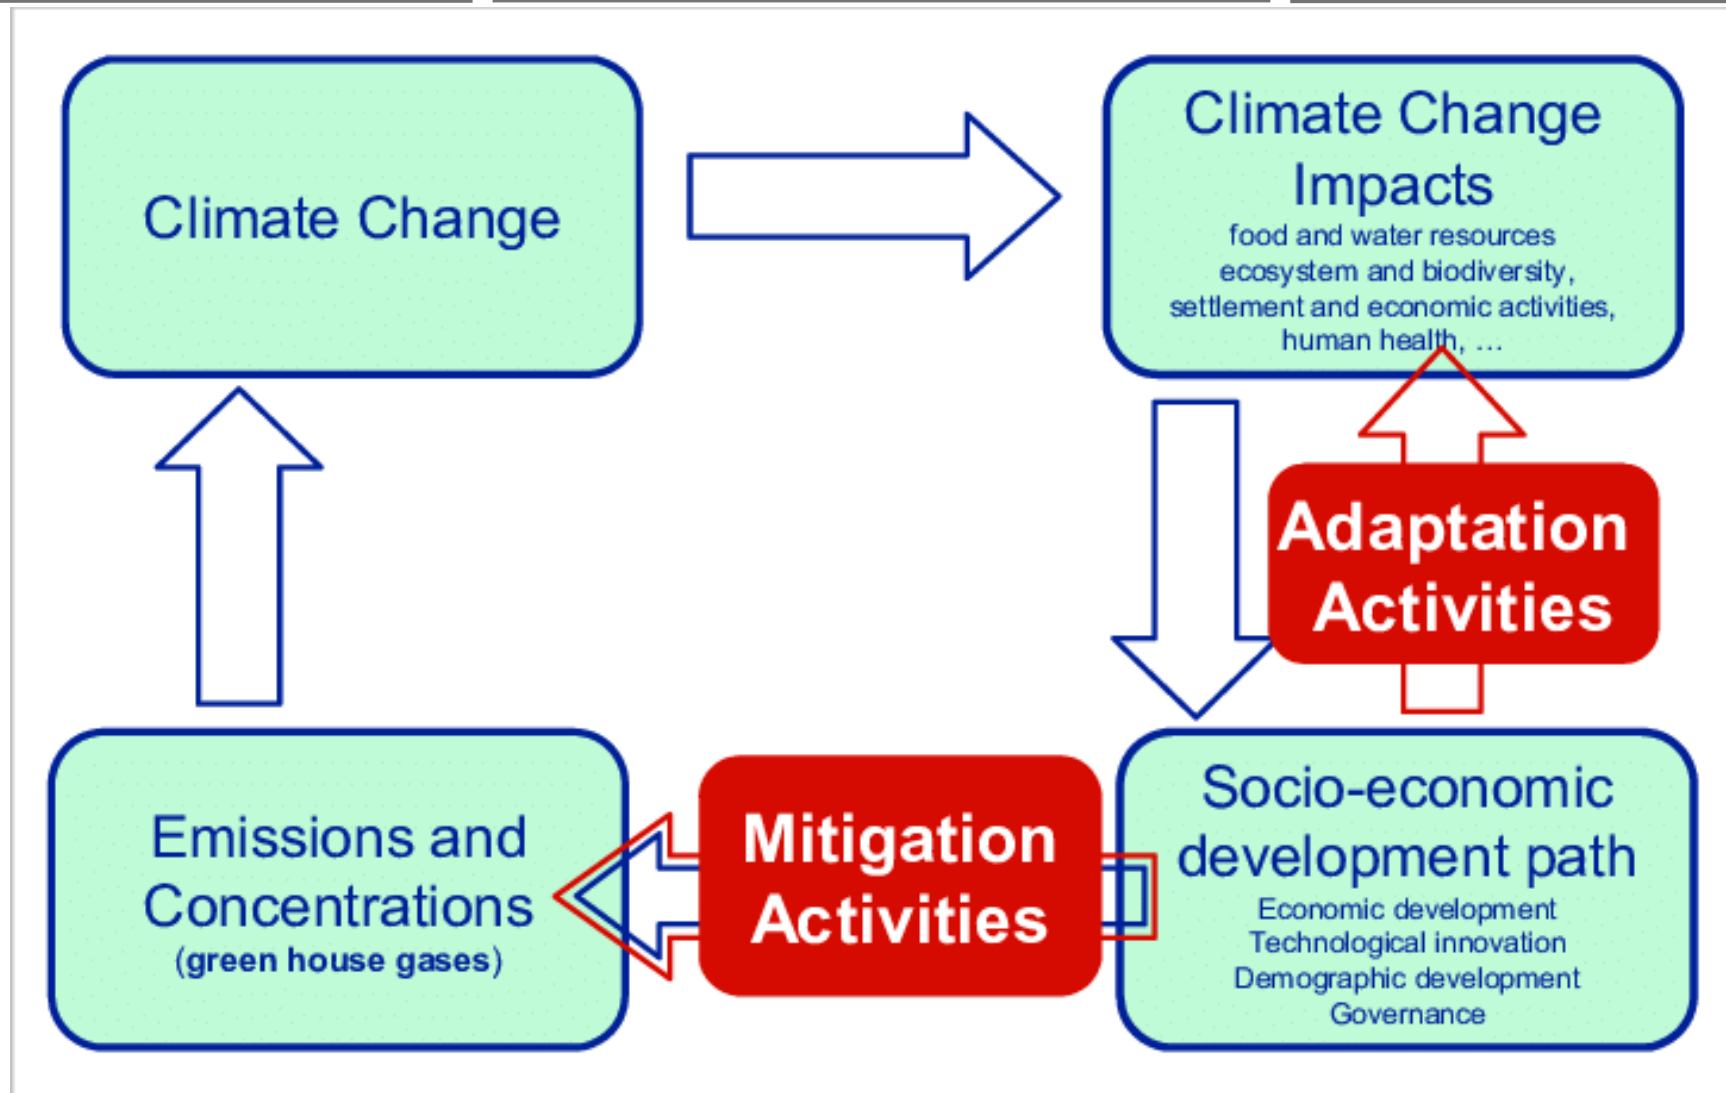 Climate Change
Climate Change
Impacts
food and water resources
ecosystem and biodiversity,
settlement and economic activities,
human health, ...
Adaptation
Activities
Emissions and
Concentrations
(green house gases)
Mitigation
Activities
Socio-economic
development path
Economic development
Technological innovation
Demographic development
Governance